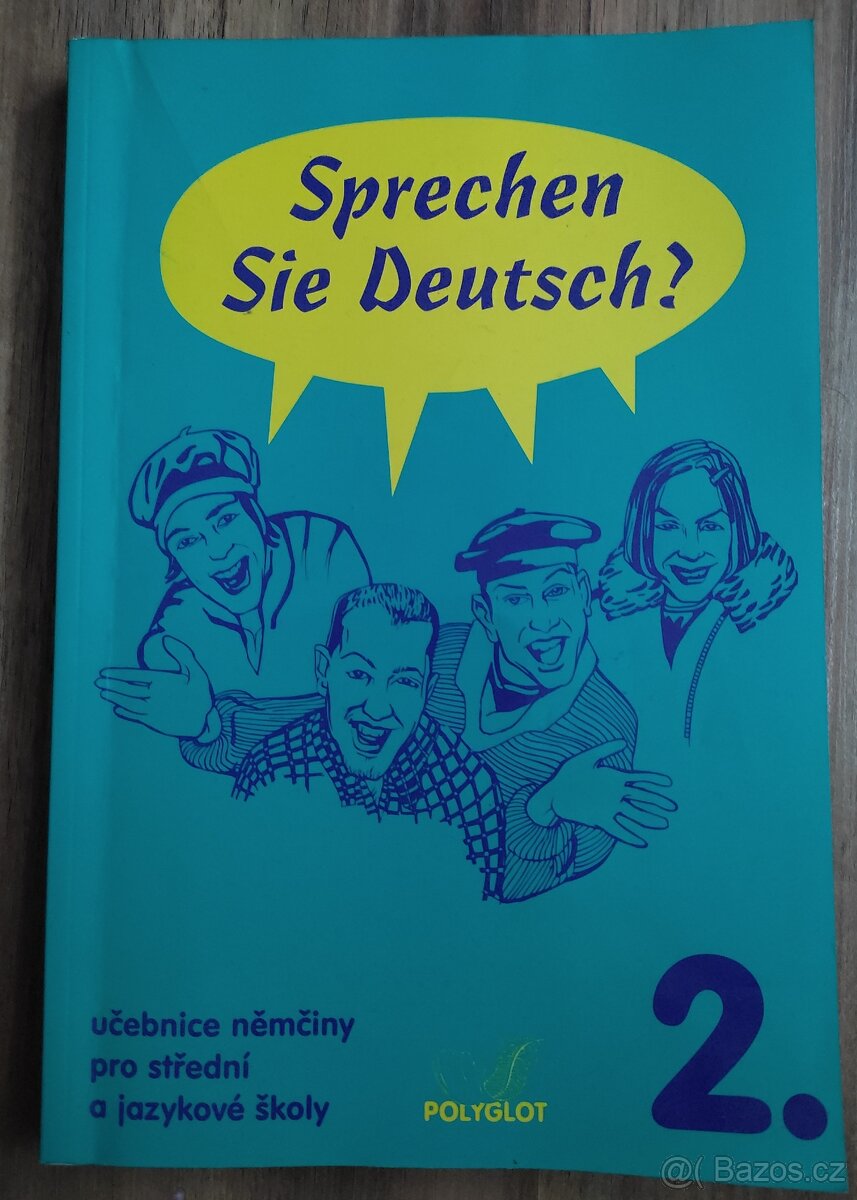 Sprechen
Sie Deutsch?
učebnice němčiny
pro střední
a jazykové školy
POLYGLOT
2.
@( Bazos.cz